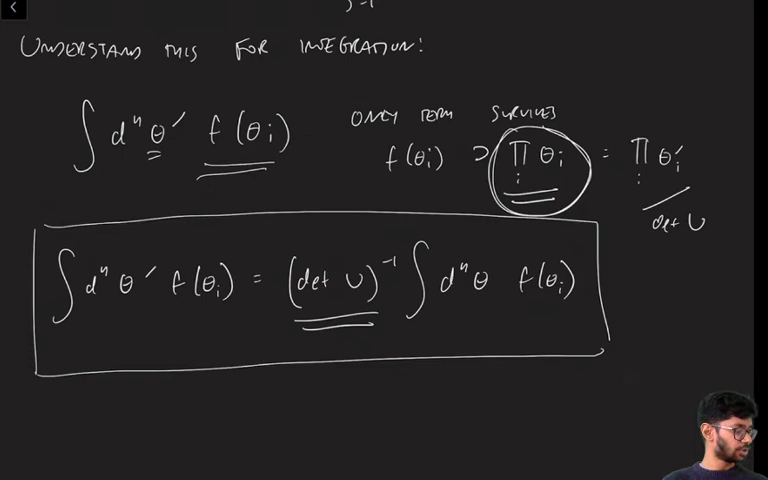 UNDERSTAND THIS FOR INTEGRATION:
∫ dⁿθ′ f(θᵢ)
ONLY TERM SURVIVES
f(θᵢ) ⊃ ∏ᵢ θᵢ = ∏ᵢ θᵢ′
det U
∫ dⁿθ′ f(θᵢ) = (det U)⁻¹ ∫ dⁿθ f(θᵢ)